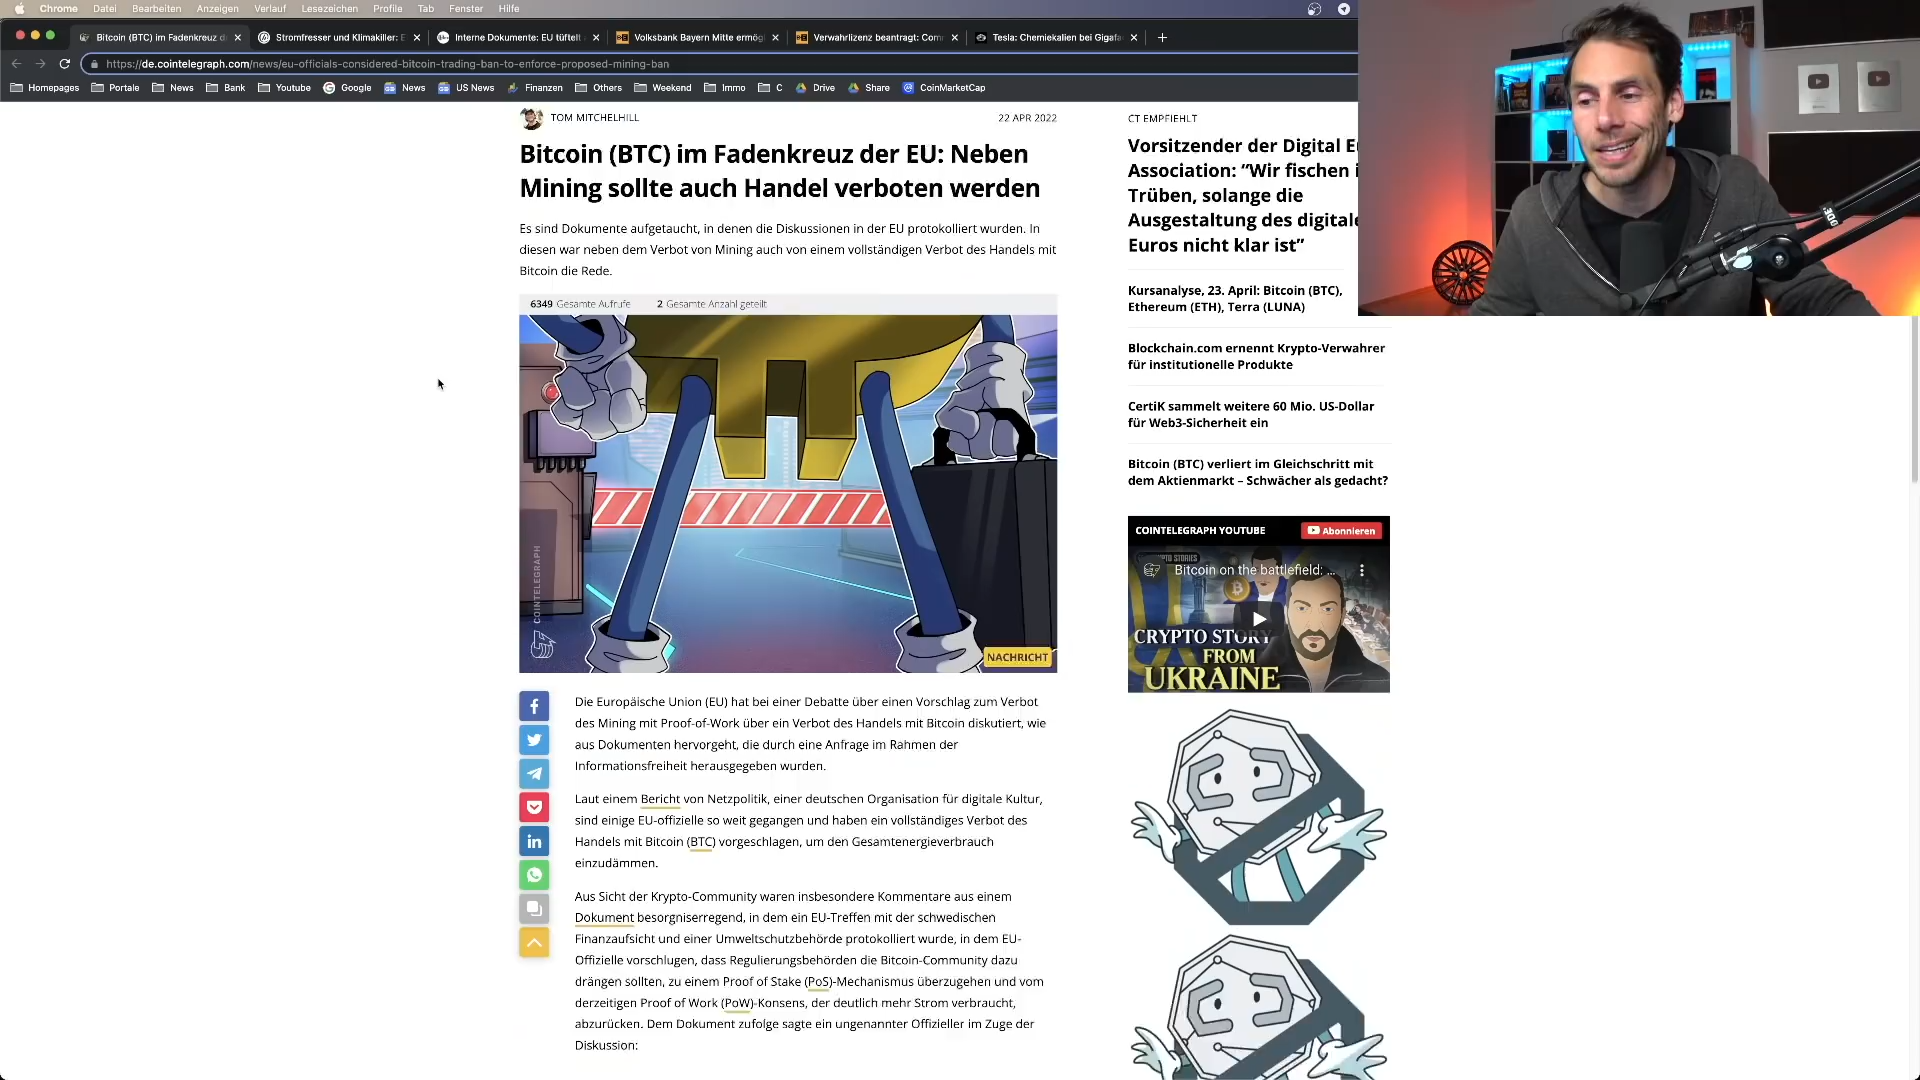 Chrome Datei Bearbeiten Anzeigen Verlauf Lesezeichen Profile Tab Fenster Hilfe
Bitcoin (BTC) im Fadenkreuz d
Stromfresser und Klimakiller: E
Interne Dokumente: EU tüftelt
Volksbank Bayern Mitte ermög
Verwahrlizenz beantragt: Com
Tesla: Chemiekalien bei Gigafa
https://de.cointelegraph.com/news/eu-officials-considered-bitcoin-trading-ban-to-enforce-proposed-mining-ban
Homepages Portale News Bank Youtube Google News US News Finanzen Others Weekend Immo C Drive Share CoinMarketCap
TOM MITCHELHILL
22 APR 2022
Bitcoin (BTC) im Fadenkreuz der EU: Neben
Mining sollte auch Handel verboten werden
Es sind Dokumente aufgetaucht, in denen die Diskussionen in der EU protokolliert wurden. In
diesen war neben dem Verbot von Mining auch von einem vollständigen Verbot des Handels mit
Bitcoin die Rede.
6349 Gesamte Aufrufe
2 Gesamte Anzahl geteilt
COINTELEGRAPH
NACHRICHT
Die Europäische Union (EU) hat bei einer Debatte über einen Vorschlag zum Verbot
des Mining mit Proof-of-Work über ein Verbot des Handels mit Bitcoin diskutiert, wie
aus Dokumenten hervorgeht, die durch eine Anfrage im Rahmen der
Informationsfreiheit herausgegeben wurden.
Laut einem Bericht von Netzpolitik, einer deutschen Organisation für digitale Kultur,
sind einige EU-offizielle so weit gegangen und haben ein vollständiges Verbot des
Handels mit Bitcoin (BTC) vorgeschlagen, um den Gesamtenergieverbrauch
einzudämmen.
Aus Sicht der Krypto-Community waren insbesondere Kommentare aus einem
Dokument besorgniserregend, in dem ein EU-Treffen mit der schwedischen
Finanzaufsicht und einer Umweltschutzbehörde protokolliert wurde, in dem EU-
Offizielle vorschlugen, dass Regulierungsbehörden die Bitcoin-Community dazu
drängen sollten, zu einem Proof of Stake (PoS)-Mechanismus überzugehen und vom
derzeitigen Proof of Work (PoW)-Konsens, der deutlich mehr Strom verbraucht,
abzurücken. Dem Dokument zufolge sagte ein ungenannter Offizieller im Zuge der
Diskussion:
CT EMPFIEHLT
Vorsitzender der Digital E
Association: “Wir fischen i
Trüben, solange die
Ausgestaltung des digitale
Euros nicht klar ist”
Kursanalyse, 23. April: Bitcoin (BTC),
Ethereum (ETH), Terra (LUNA)
Blockchain.com ernennt Krypto-Verwahrer
für institutionelle Produkte
CertiK sammelt weitere 60 Mio. US-Dollar
für Web3-Sicherheit ein
Bitcoin (BTC) verliert im Gleichschritt mit
dem Aktienmarkt – Schwächer als gedacht?
COINTELEGRAPH YOUTUBE
Abonnieren
Bitcoin on the battlefield: ...
CRYPTO STORY
FROM
UKRAINE